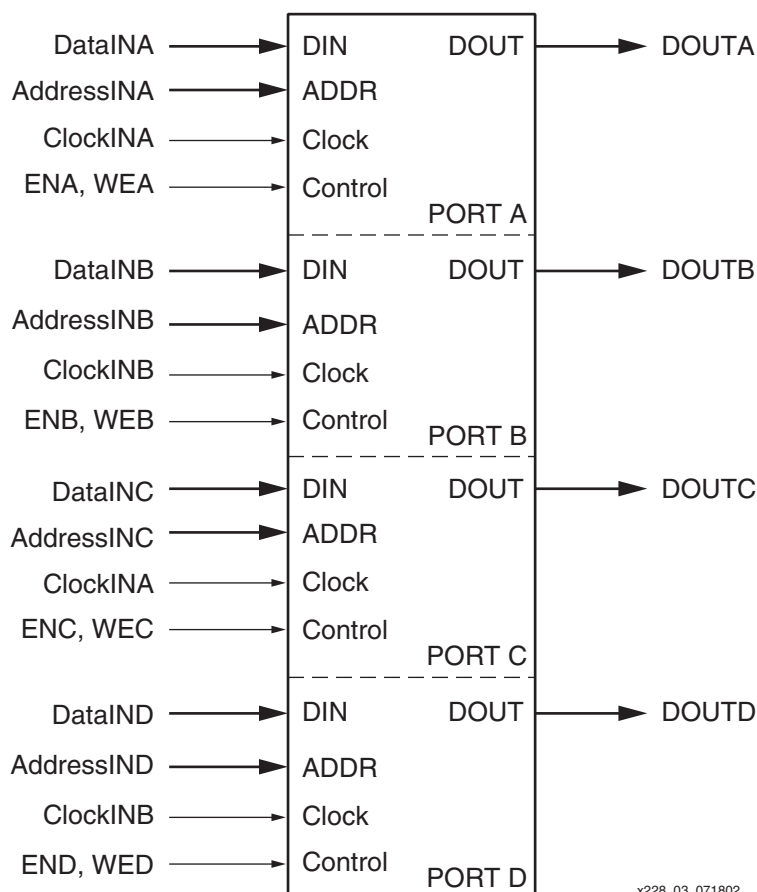 DataINA DIN DOUT DOUTA
AddressINA ADDR
ClockINA Clock
ENA, WEA Control
PORT A
DataINB DIN DOUT DOUTB
AddressINB ADDR
ClockINB Clock
ENB, WEB Control
PORT B
DataINC DIN DOUT DOUTC
AddressINC ADDR
ClockINA Clock
ENC, WEC Control
PORT C
DataIND DIN DOUT DOUTD
AddressIND ADDR
ClockINB Clock
END, WED Control
PORT D
x228_03_071802